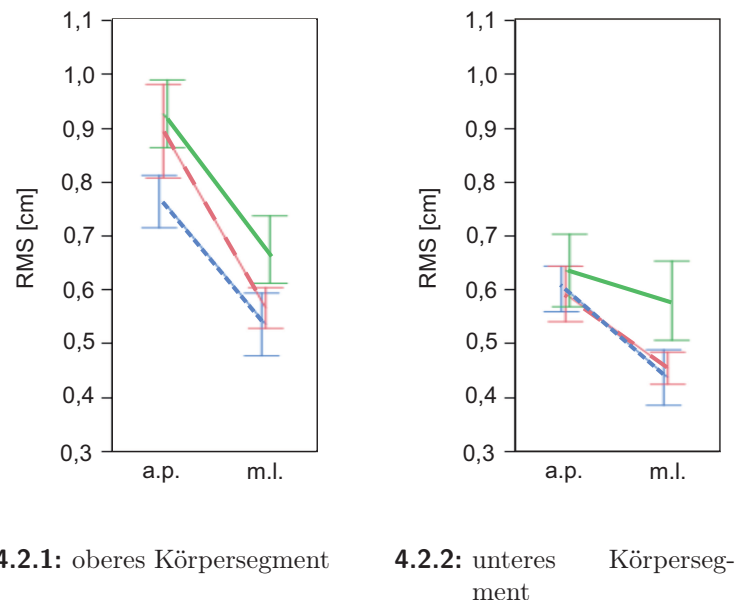 1,1
1,0
0,9
0,8
0,7
0,6
0,5
0,4
0,3
RMS [cm]
a.p. m.l.
1,1
1,0
0,9
0,8
0,7
0,6
0,5
0,4
0,3
RMS [cm]
a.p. m.l.
4.2.1: oberes Körpersegment
4.2.2: unteres Körperseg-
ment